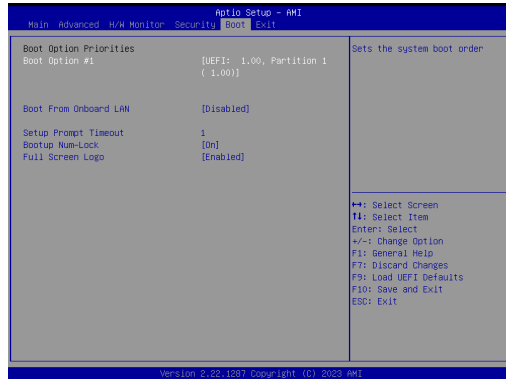 Aptio Setup - AMI
Main Advanced H/W Monitor Security Boot Exit
Boot Option Priorities
Boot Option #1 [UEFI: 1.00, Partition 1
( 1.00)]
Sets the system boot order
Boot From Onboard LAN [Disabled]
Setup Prompt Timeout 1
Bootup Num-Lock [On]
Full Screen Logo [Enabled]
↔: Select Screen
↑↓: Select Item
Enter: Select
+/-: Change Option
F1: General Help
F7: Discard Changes
F9: Load UEFI Defaults
F10: Save and Exit
ESC: Exit
Version 2.22.1287 Copyright (C) 2023 AMI